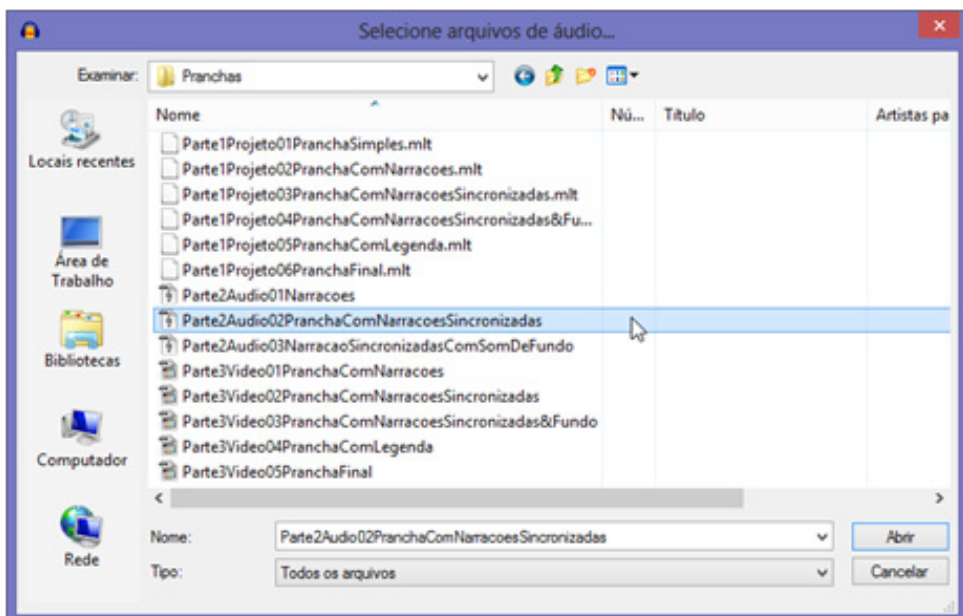 Selecione arquivos de áudio...
Examinar: Pranchas
Nome Nú... Título Artistas pa
Locais recentes
Área de
Trabalho
Bibliotecas
Computador
Rede
Parte1Projeto01PranchaSimples.mlt
Parte1Projeto02PranchaComNarracoes.mlt
Parte1Projeto03PranchaComNarracoesSincronizadas.mlt
Parte1Projeto04PranchaComNarracoesSincronizadas&Fu...
Parte1Projeto05PranchaComLegenda.mlt
Parte1Projeto06PranchaFinal.mlt
Parte2Audio01Narracoes
Parte2Audio02PranchaComNarracoesSincronizadas
Parte2Audio03NarracaoSincronizadasComSomDeFundo
Parte3Video01PranchaComNarracoes
Parte3Video02PranchaComNarracoesSincronizadas
Parte3Video03PranchaComNarracoesSincronizadas&Fundo
Parte3Video04PranchaComLegenda
Parte3Video05PranchaFinal
Nome: Parte2Audio02PranchaComNarracoesSincronizadas Abrir
Tipo: Todos os arquivos Cancelar